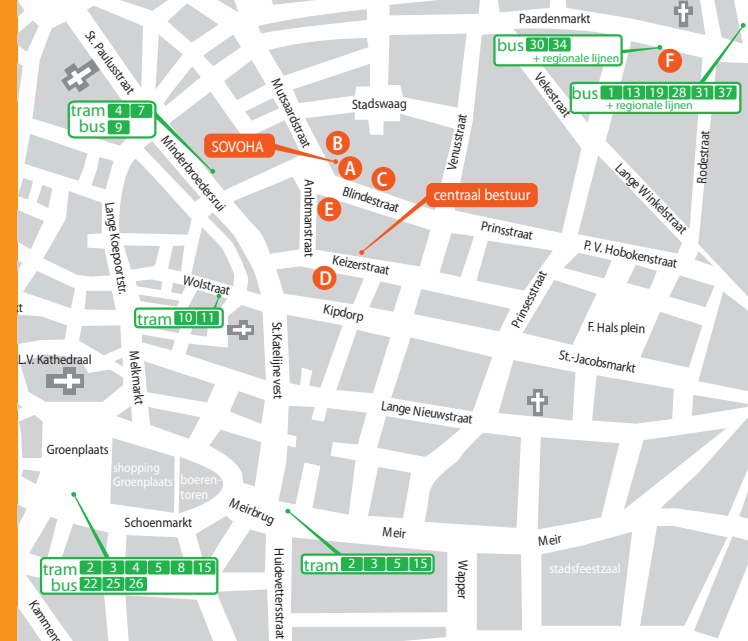 Paardenmarkt
St. Paulusstraat
bus 30 34
+ regionale lijnen
F
bus 1 13 19 28 31 37
+ regionale lijnen
Mutsaardstraat
Stadswaag
Vekestraat
tram 4 7
bus 9
SOVOHA
B
A
C
Venusstraat
Rodestraat
Minderbroedersrui
Lange Winkelstraat
Ambtmanstraat
E
Blindestraat
centraal bestuur
Lange Koepoortstr.
Prinsstraat
P. V. Hobokenstraat
Keizerstraat
D
Wolstraat
Prinsesstraat
tram 10 11
Kipdorp
F. Hals plein
St.Katelijne vest
L.V. Kathedraal
Melkmarkt
St.-Jacobsmarkt
Lange Nieuwstraat
Groenplaats
shopping
Groenplaats
boeren-
toren
Meirbrug
Schoenmarkt
Meir
Meir
tram 2 3 4 5 8 15
bus 22 25 26
tram 2 3 5 15
Huidevettersstraat
Wapper
stadsfeestzaal